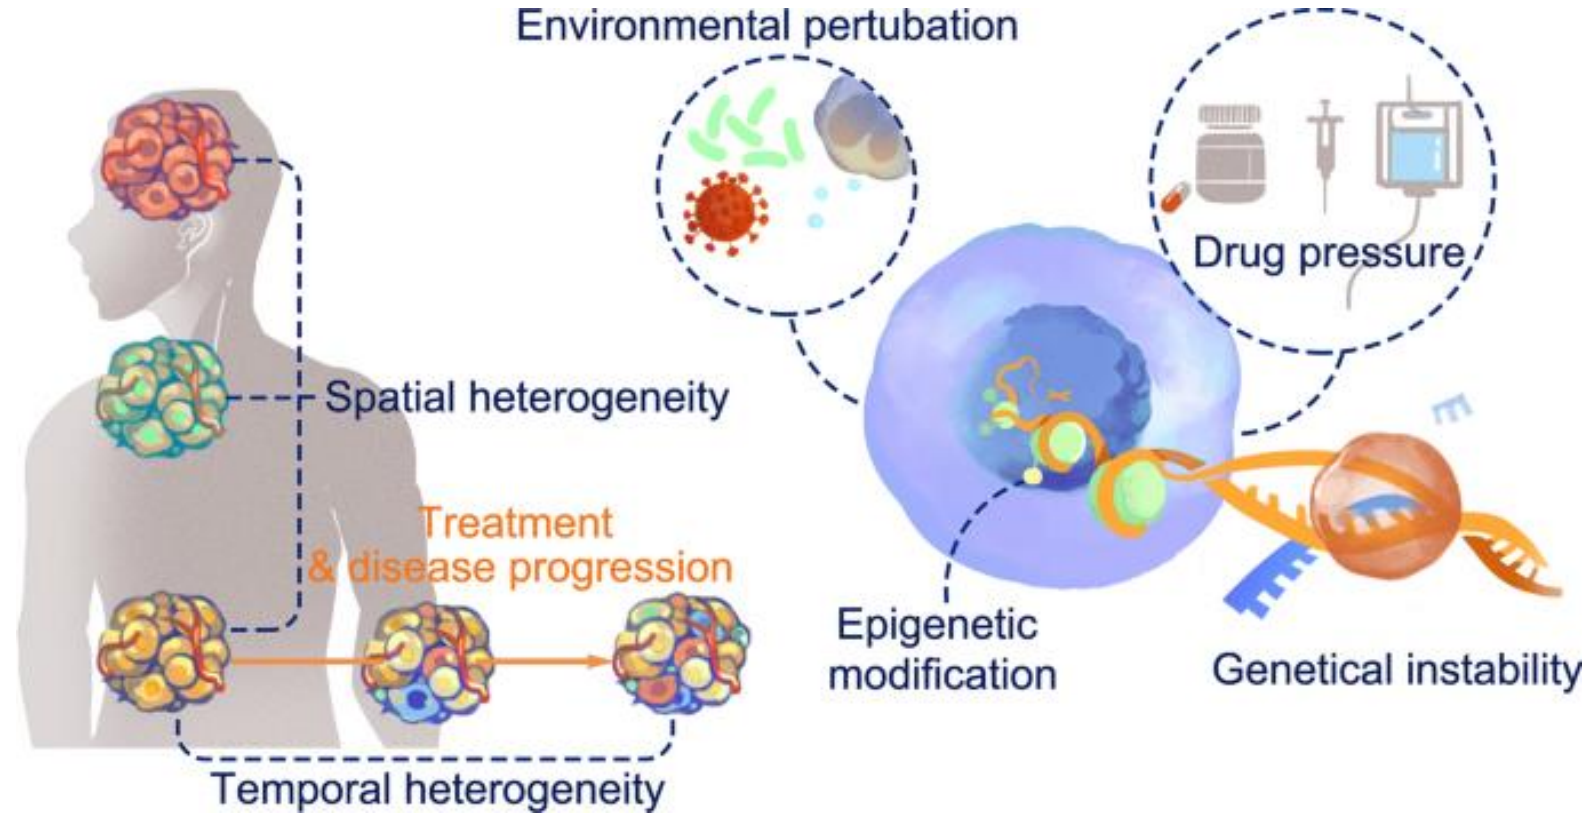 Environmental pertubation
Drug pressure
Spatial heterogeneity
Treatment
& disease progression
Epigenetic
modification
Genetical instability
Temporal heterogeneity